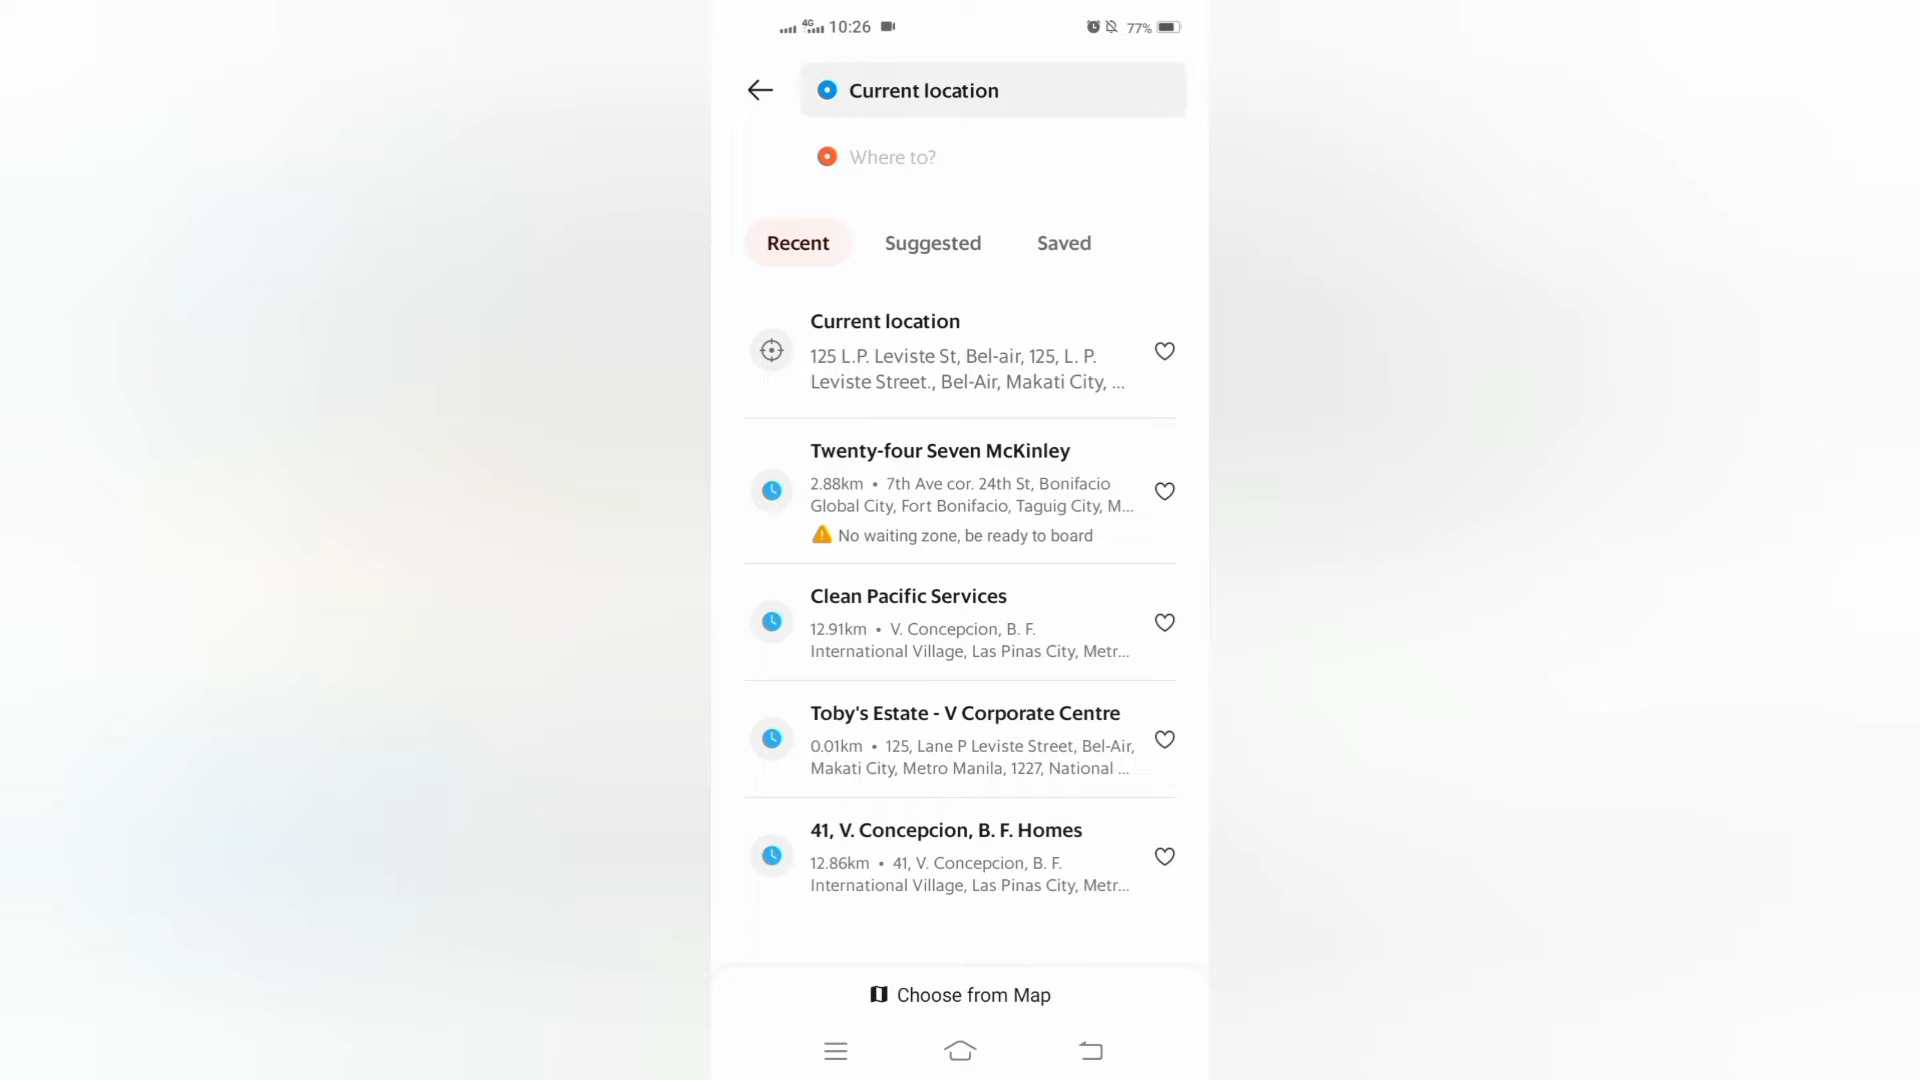 4G 10:26 77%
Current location
Where to?
Recent Suggested Saved
Current location
125 L.P. Leviste St, Bel-air, 125, L. P.
Leviste Street., Bel-Air, Makati City, ...
Twenty-four Seven McKinley
2.88km • 7th Ave cor. 24th St, Bonifacio
Global City, Fort Bonifacio, Taguig City, M...
No waiting zone, be ready to board
Clean Pacific Services
12.91km • V. Concepcion, B. F.
International Village, Las Pinas City, Metr...
Toby's Estate - V Corporate Centre
0.01km • 125, Lane P Leviste Street, Bel-Air,
Makati City, Metro Manila, 1227, National ...
41, V. Concepcion, B. F. Homes
12.86km • 41, V. Concepcion, B. F.
International Village, Las Pinas City, Metr...
Choose from Map